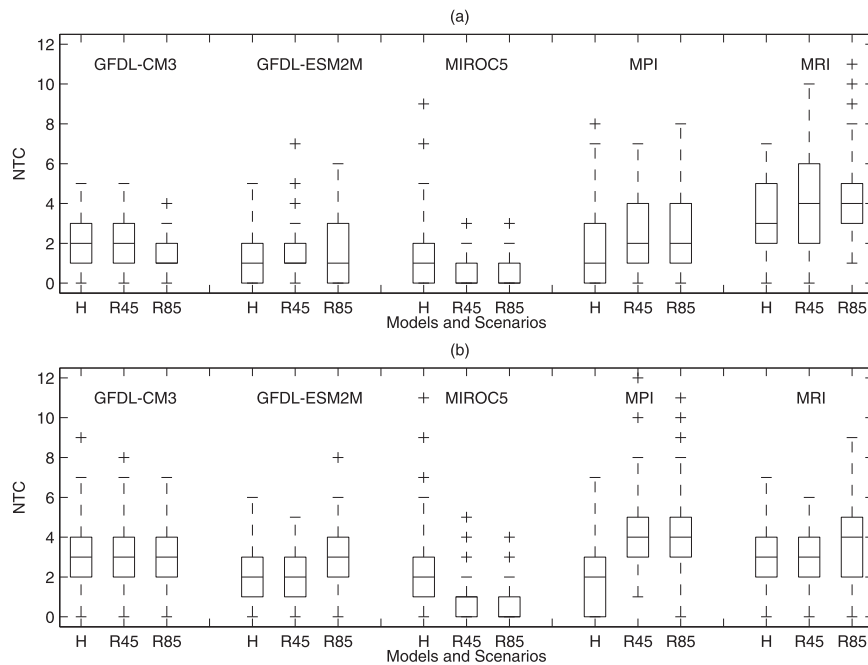 (a)
12
10
8
6
4
2
0
NTC
GFDL-CM3 GFDL-ESM2M MIROC5 MPI MRI
H R45 R85 H R45 R85 H R45 R85 H R45 R85 H R45 R85
Models and Scenarios
(b)
12
10
8
6
4
2
0
NTC
GFDL-CM3 GFDL-ESM2M MIROC5 MPI MRI
H R45 R85 H R45 R85 H R45 R85 H R45 R85 H R45 R85
Models and Scenarios